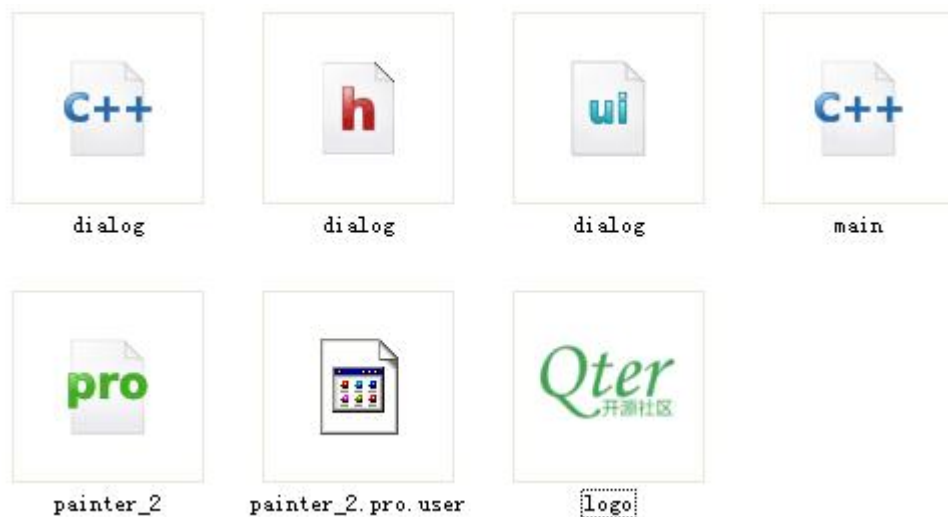 C++
h
ui
C++
dialog
dialog
dialog
main
pro
Qter
开源社区
painter_2
painter_2.pro.user
logo